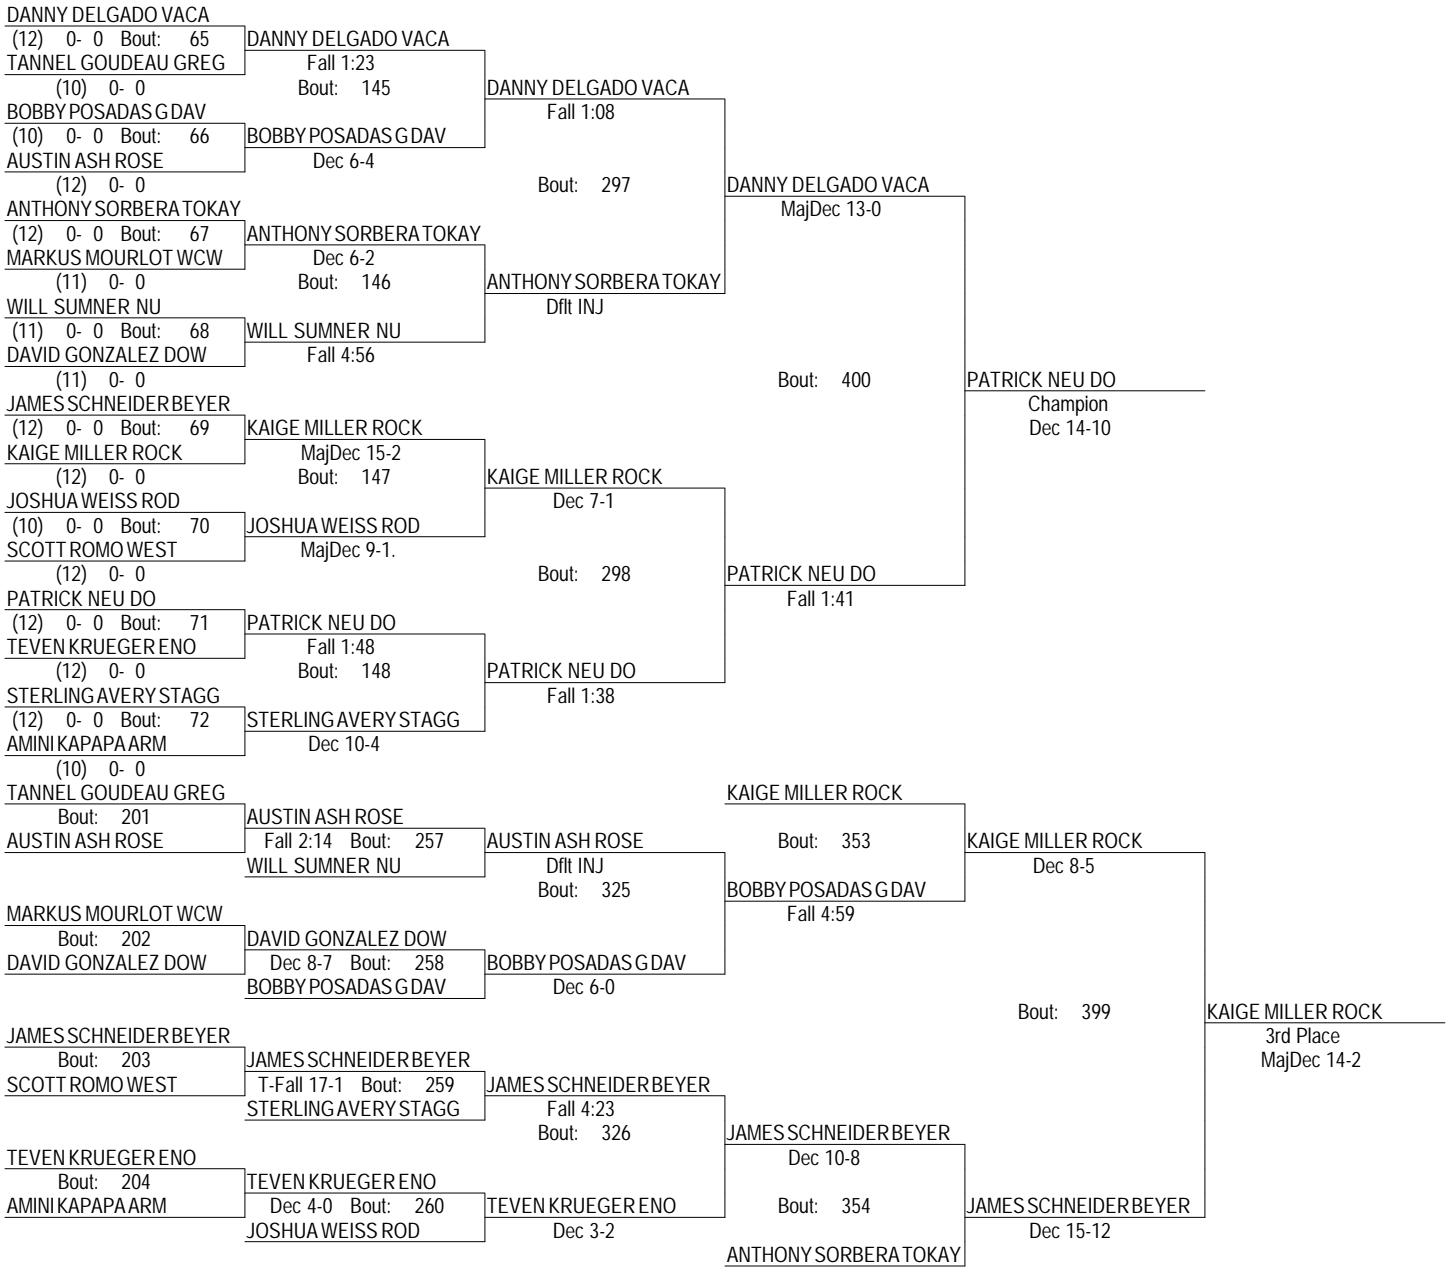 DANNY DELGADO VACA
(12) 0- 0 Bout: 65 DANNY DELGADO VACA
TANNEL GOUDEAU GREG Fall 1:23
(10) 0- 0 Bout: 145 DANNY DELGADO VACA
BOBBY POSADAS G DAV Fall 1:08
(10) 0- 0 Bout: 66 BOBBY POSADAS G DAV
AUSTIN ASH ROSE Dec 6-4
(12) 0- 0 Bout: 297 DANNY DELGADO VACA
ANTHONY SORBERA TOKAY MajDec 13-0
(12) 0- 0 Bout: 67 ANTHONY SORBERA TOKAY
MARKUS MOURLOT WCW Dec 6-2
(11) 0- 0 Bout: 146 ANTHONY SORBERA TOKAY
WILL SUMNER NU Dflt INJ
(11) 0- 0 Bout: 68 WILL SUMNER NU
DAVID GONZALEZ DOW Fall 4:56
(11) 0- 0 Bout: 400 PATRICK NEU DO
JAMES SCHNEIDER BEYER Champion
(12) 0- 0 Bout: 69 KAIGE MILLER ROCK Dec 14-10
KAIGE MILLER ROCK MajDec 15-2
(12) 0- 0 Bout: 147 KAIGE MILLER ROCK
JOSHUA WEISS ROD Dec 7-1
(10) 0- 0 Bout: 70 JOSHUA WEISS ROD
SCOTT ROMO WEST MajDec 9-1.
(12) 0- 0 Bout: 298 PATRICK NEU DO
PATRICK NEU DO Fall 1:41
(12) 0- 0 Bout: 71 PATRICK NEU DO
TEVEN KRUEGER ENO Fall 1:48
(12) 0- 0 Bout: 148 PATRICK NEU DO
STERLING AVERY STAGG Fall 1:38
(12) 0- 0 Bout: 72 STERLING AVERY STAGG
AMINI KAPAPA ARM Dec 10-4
(10) 0- 0
TANNEL GOUDEAU GREG KAIGE MILLER ROCK
Bout: 201 AUSTIN ASH ROSE
AUSTIN ASH ROSE Fall 2:14 Bout: 257 AUSTIN ASH ROSE Bout: 353 KAIGE MILLER ROCK
WILL SUMNER NU Dflt INJ Dec 8-5
Bout: 325 BOBBY POSADAS G DAV
MARKUS MOURLOT WCW Fall 4:59
Bout: 202 DAVID GONZALEZ DOW
DAVID GONZALEZ DOW Dec 8-7 Bout: 258 BOBBY POSADAS G DAV
BOBBY POSADAS G DAV Dec 6-0
Bout: 399 KAIGE MILLER ROCK
JAMES SCHNEIDER BEYER 3rd Place
Bout: 203 JAMES SCHNEIDER BEYER MajDec 14-2
SCOTT ROMO WEST T-Fall 17-1 Bout: 259 JAMES SCHNEIDER BEYER
STERLING AVERY STAGG Fall 4:23
Bout: 326 JAMES SCHNEIDER BEYER
TEVEN KRUEGER ENO Dec 10-8
Bout: 204 TEVEN KRUEGER ENO
AMINI KAPAPA ARM Dec 4-0 Bout: 260 TEVEN KRUEGER ENO Bout: 354 JAMES SCHNEIDER BEYER
JOSHUA WEISS ROD Dec 3-2 Dec 15-12
ANTHONY SORBERA TOKAY